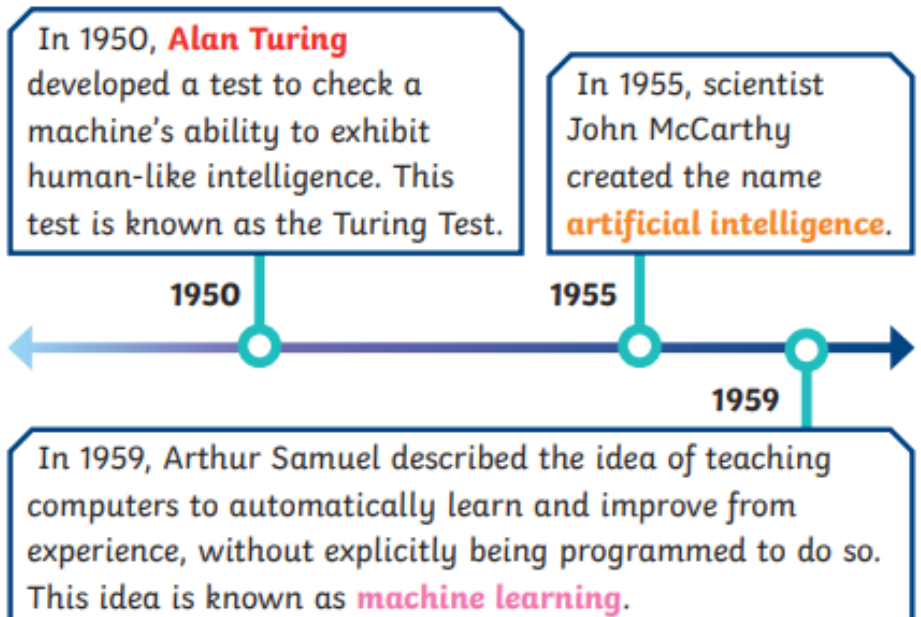 In 1950, Alan Turing
developed a test to check a
machine's ability to exhibit
human-like intelligence. This
test is known as the Turing Test.
In 1955, scientist
John McCarthy
created the name
artificial intelligence.
1950
1955
1959
In 1959, Arthur Samuel described the idea of teaching
computers to automatically learn and improve from
experience, without explicitly being programmed to do so.
This idea is known as machine learning.